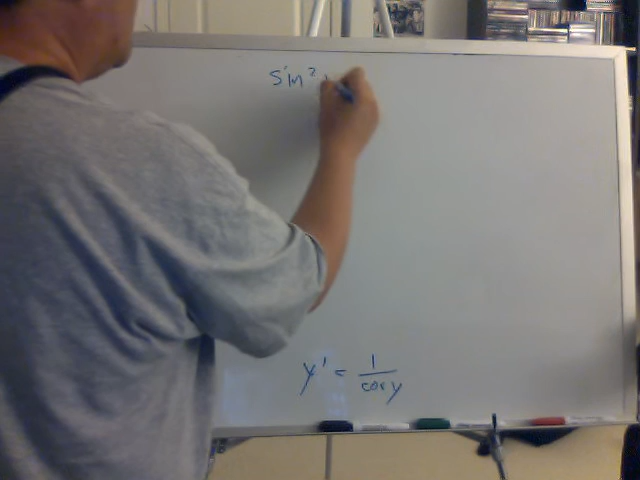 sin²
y' = 1/cos y